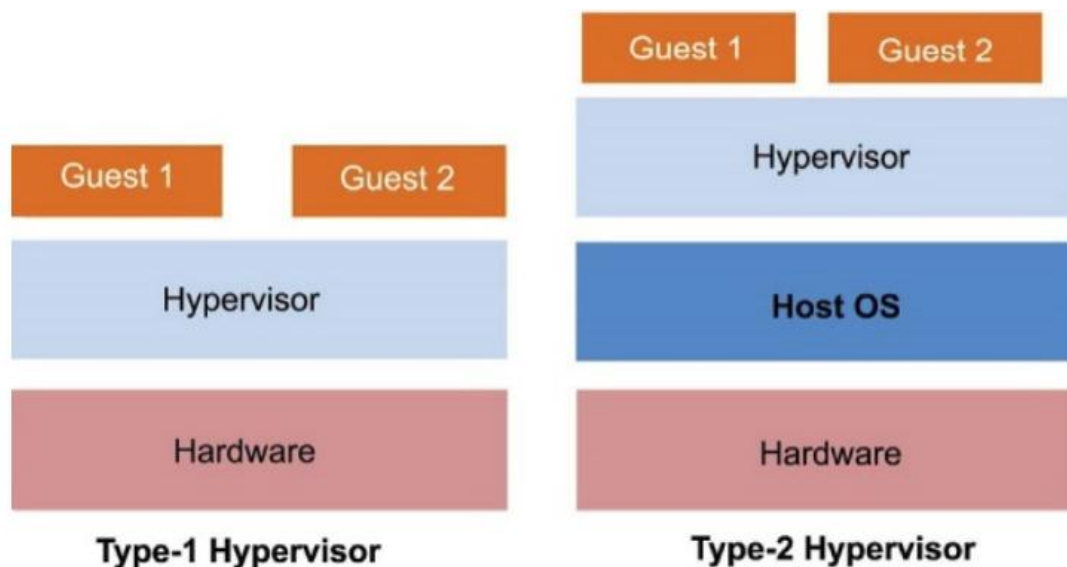 Guest 1
Guest 2
Hypervisor
Hardware
Type-1 Hypervisor
Guest 1
Guest 2
Hypervisor
Host OS
Hardware
Type-2 Hypervisor